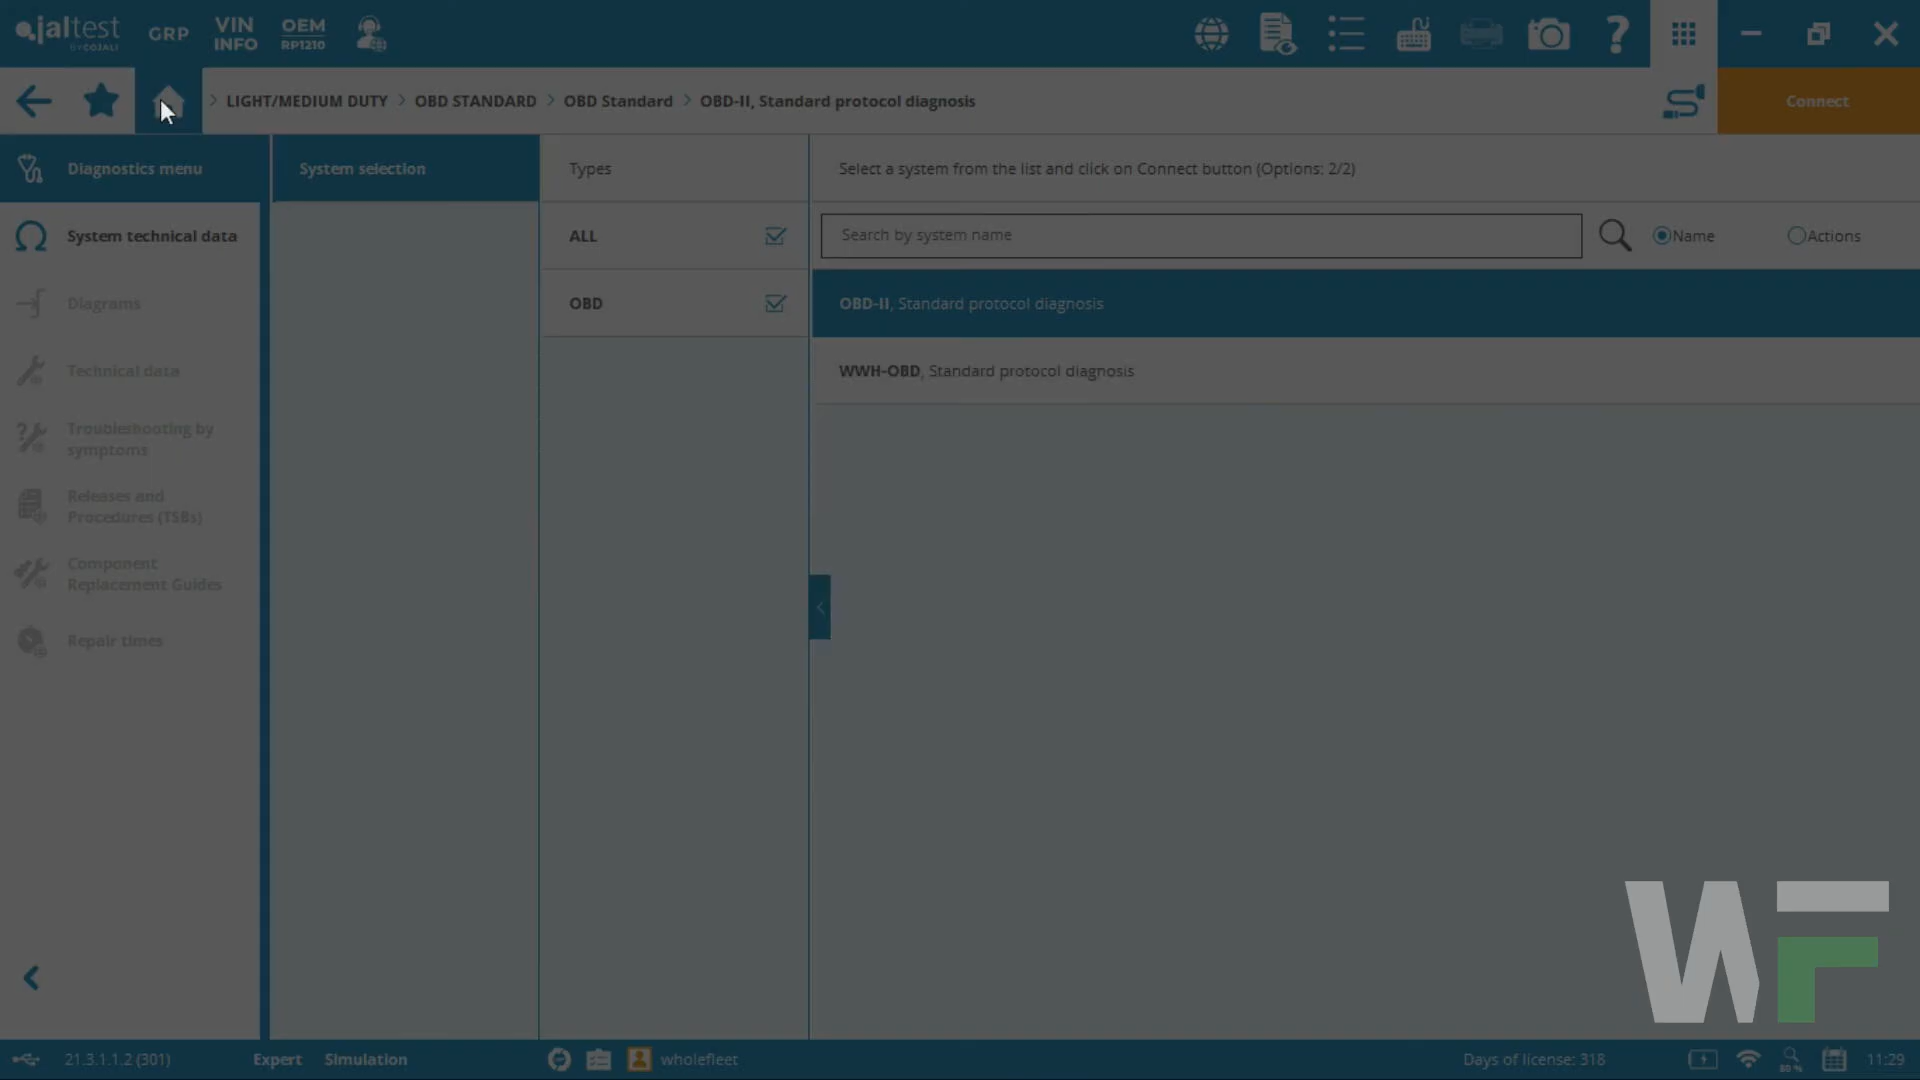 jaltest
BY COJALI
GRP
VIN
INFO
OEM
RP1210
?
> LIGHT/MEDIUM DUTY > OBD STANDARD > OBD Standard > OBD-II, Standard protocol diagnosis
Connect
Diagnostics menu
System selection
Types
Select a system from the list and click on Connect button (Options: 2/2)
System technical data
ALL
Search by system name
Name
Actions
Diagrams
OBD
OBD-II, Standard protocol diagnosis
Technical data
WWH-OBD, Standard protocol diagnosis
Troubleshooting by
symptoms
Releases and
Procedures (TSBs)
Component
Replacement Guides
Repair times
WF
21.3.1.1.2 (301)
Expert
Simulation
wholefleet
Days of license: 318
80 %
11:29